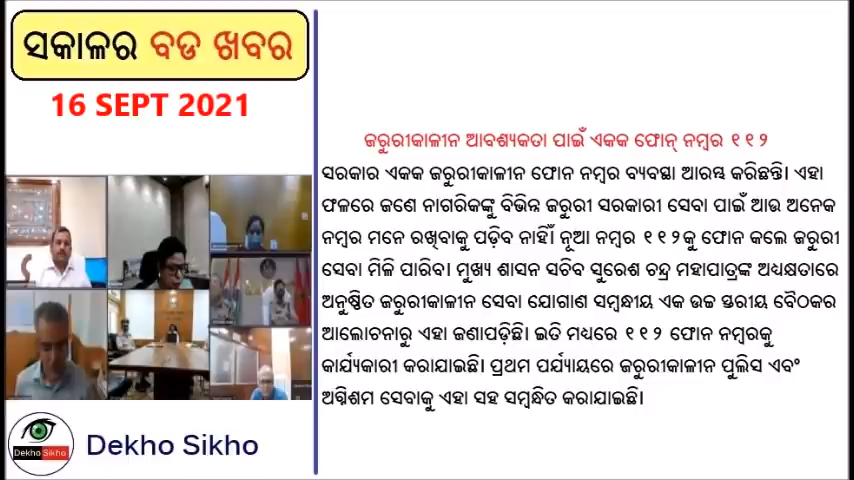 ସକାଳର ବଡ ଖବର
16 SEPT 2021
ଜରୁରୀକାଳୀନ ଆବଶ୍ୟକତା ପାଇଁ ଏକକ ଫୋନ୍ ନମ୍ବର ୧୧୨
ସରକାର ଏକକ ଜରୁରୀକାଳୀନ ଫୋନ ନମ୍ବର ବ୍ୟବସ୍ଥା ଆରମ୍ଭ କରିଛନ୍ତି। ଏହା
ଫଳରେ ଜଣେ ନାଗରିକଙ୍କୁ ବିଭିନ୍ନ ଜରୁରୀ ସରକାରୀ ସେବା ପାଇଁ ଆଉ ଅନେକ
ନମ୍ବର ମନେ ରଖିବାକୁ ପଡ଼ିବ ନାହିଁ। ନୂଆ ନମ୍ବର ୧୧୨କୁ ଫୋନ କଲେ ଜରୁରୀ
ସେବା ମିଳି ପାରିବ। ମୁଖ୍ୟ ଶାସନ ସଚିବ ସୁରେଶ ଚନ୍ଦ୍ର ମହାପାତ୍ରଙ୍କ ଅଧ୍ୟକ୍ଷତାରେ
ଅନୁଷ୍ଠିତ ଜରୁରୀକାଳୀନ ସେବା ଯୋଗାଣ ସମ୍ବନ୍ଧୀୟ ଏକ ଉଚ୍ଚ ସ୍ତରୀୟ ବୈଠକର
ଆଲୋଚନାରୁ ଏହା ଜଣାପଡ଼ିଛି। ଇତି ମଧ୍ୟରେ ୧୧୨ ଫୋନ ନମ୍ବରକୁ
କାର୍ଯ୍ୟକାରୀ କରାଯାଇଛି। ପ୍ରଥମ ପର୍ଯ୍ୟାୟରେ ଜରୁରୀକାଳୀନ ପୁଲିସ ଏବଂ
ଅଗ୍ନିଶମ ସେବାକୁ ଏହା ସହ ସମ୍ବନ୍ଧିତ କରାଯାଇଛି।
Dekho Sikho
Dekho Sikho